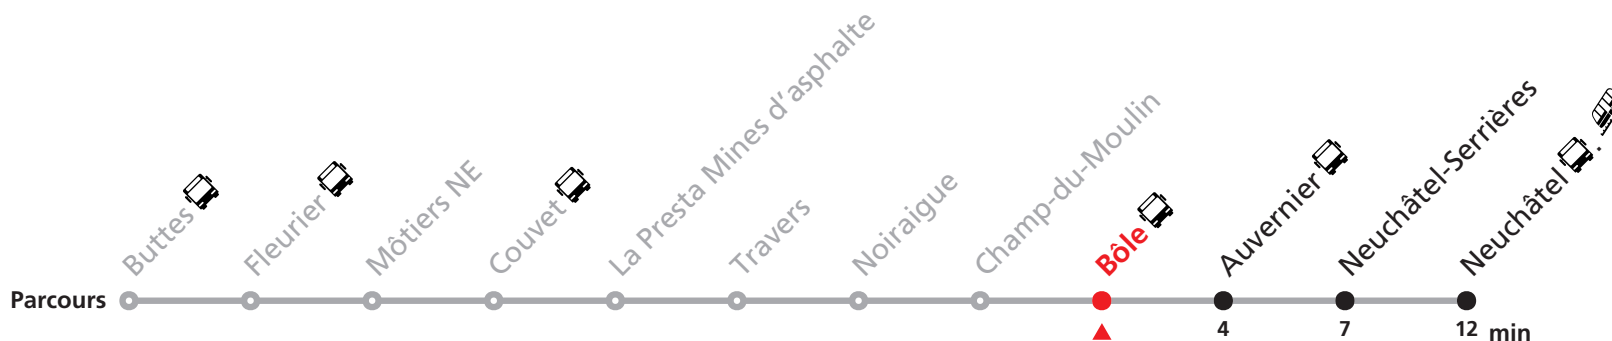 Buttes
Fleurier
Môtiers NE
Couvet
La Presta Mines d'asphalte
Travers
Noiraigue
Champ-du-Moulin
Bôle
Auvernier
Neuchâtel-Serrières
Neuchâtel
Parcours
4 7 12 min